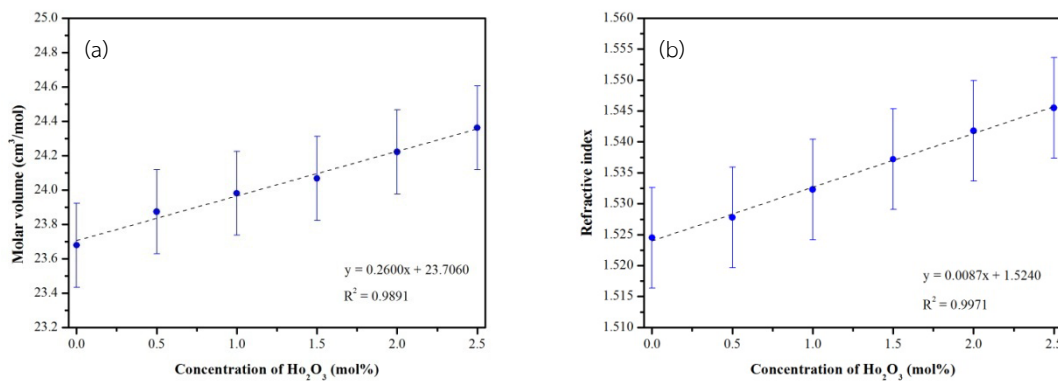 (a)
Molar volume (cm³/mol)
25.0
24.8
24.6
24.4
24.2
24.0
23.8
23.6
23.4
23.2
y = 0.2600x + 23.7060
R² = 0.9891
0.0 0.5 1.0 1.5 2.0 2.5
Concentration of Ho₂O₃ (mol%)
(b)
Refractive index
1.560
1.555
1.550
1.545
1.540
1.535
1.530
1.525
1.520
1.515
1.510
y = 0.0087x + 1.5240
R² = 0.9971
0.0 0.5 1.0 1.5 2.0 2.5
Concentration of Ho₂O₃ (mol%)